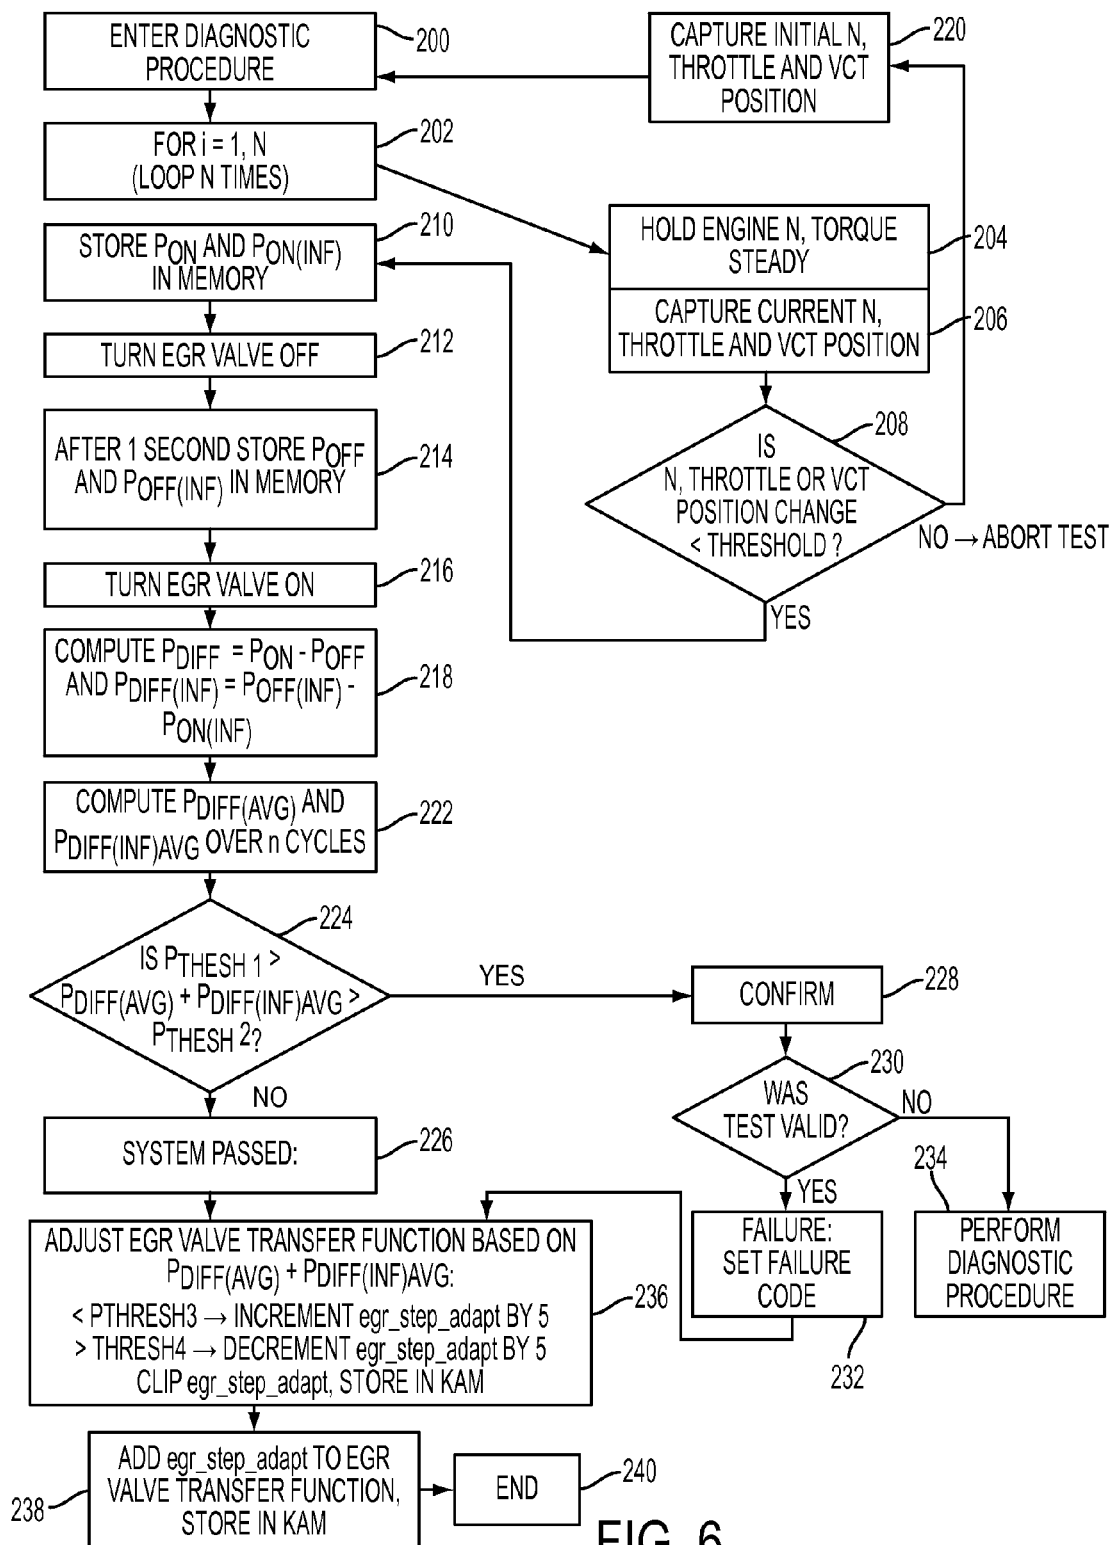 ENTER DIAGNOSTIC
PROCEDURE
200
CAPTURE INITIAL N,
THROTTLE AND VCT
POSITION
220
FOR i = 1, N
(LOOP N TIMES)
202
HOLD ENGINE N, TORQUE
STEADY
204
CAPTURE CURRENT N,
THROTTLE AND VCT POSITION
206
IS
N, THROTTLE OR VCT
POSITION CHANGE
< THRESHOLD ?
208
NO → ABORT TEST
YES
STORE PON AND PON(INF)
IN MEMORY
210
TURN EGR VALVE OFF
212
AFTER 1 SECOND STORE POFF
AND POFF(INF) IN MEMORY
214
TURN EGR VALVE ON
216
COMPUTE PDIFF = PON - POFF
AND PDIFF(INF) = POFF(INF) -
PON(INF)
218
COMPUTE PDIFF(AVG) AND
PDIFF(INF)AVG OVER n CYCLES
222
IS PTHESH 1 >
PDIFF(AVG) + PDIFF(INF)AVG >
PTHESH 2?
224
YES
NO
CONFIRM
228
WAS
TEST VALID?
230
NO
YES
SYSTEM PASSED:
226
FAILURE:
SET FAILURE
CODE
232
234
PERFORM
DIAGNOSTIC
PROCEDURE
ADJUST EGR VALVE TRANSFER FUNCTION BASED ON
PDIFF(AVG) + PDIFF(INF)AVG:
< PTHRESH3 → INCREMENT egr_step_adapt BY 5
> THRESH4 → DECREMENT egr_step_adapt BY 5
CLIP egr_step_adapt, STORE IN KAM
236
ADD egr_step_adapt TO EGR
VALVE TRANSFER FUNCTION,
STORE IN KAM
238
END
240
FIG. 6